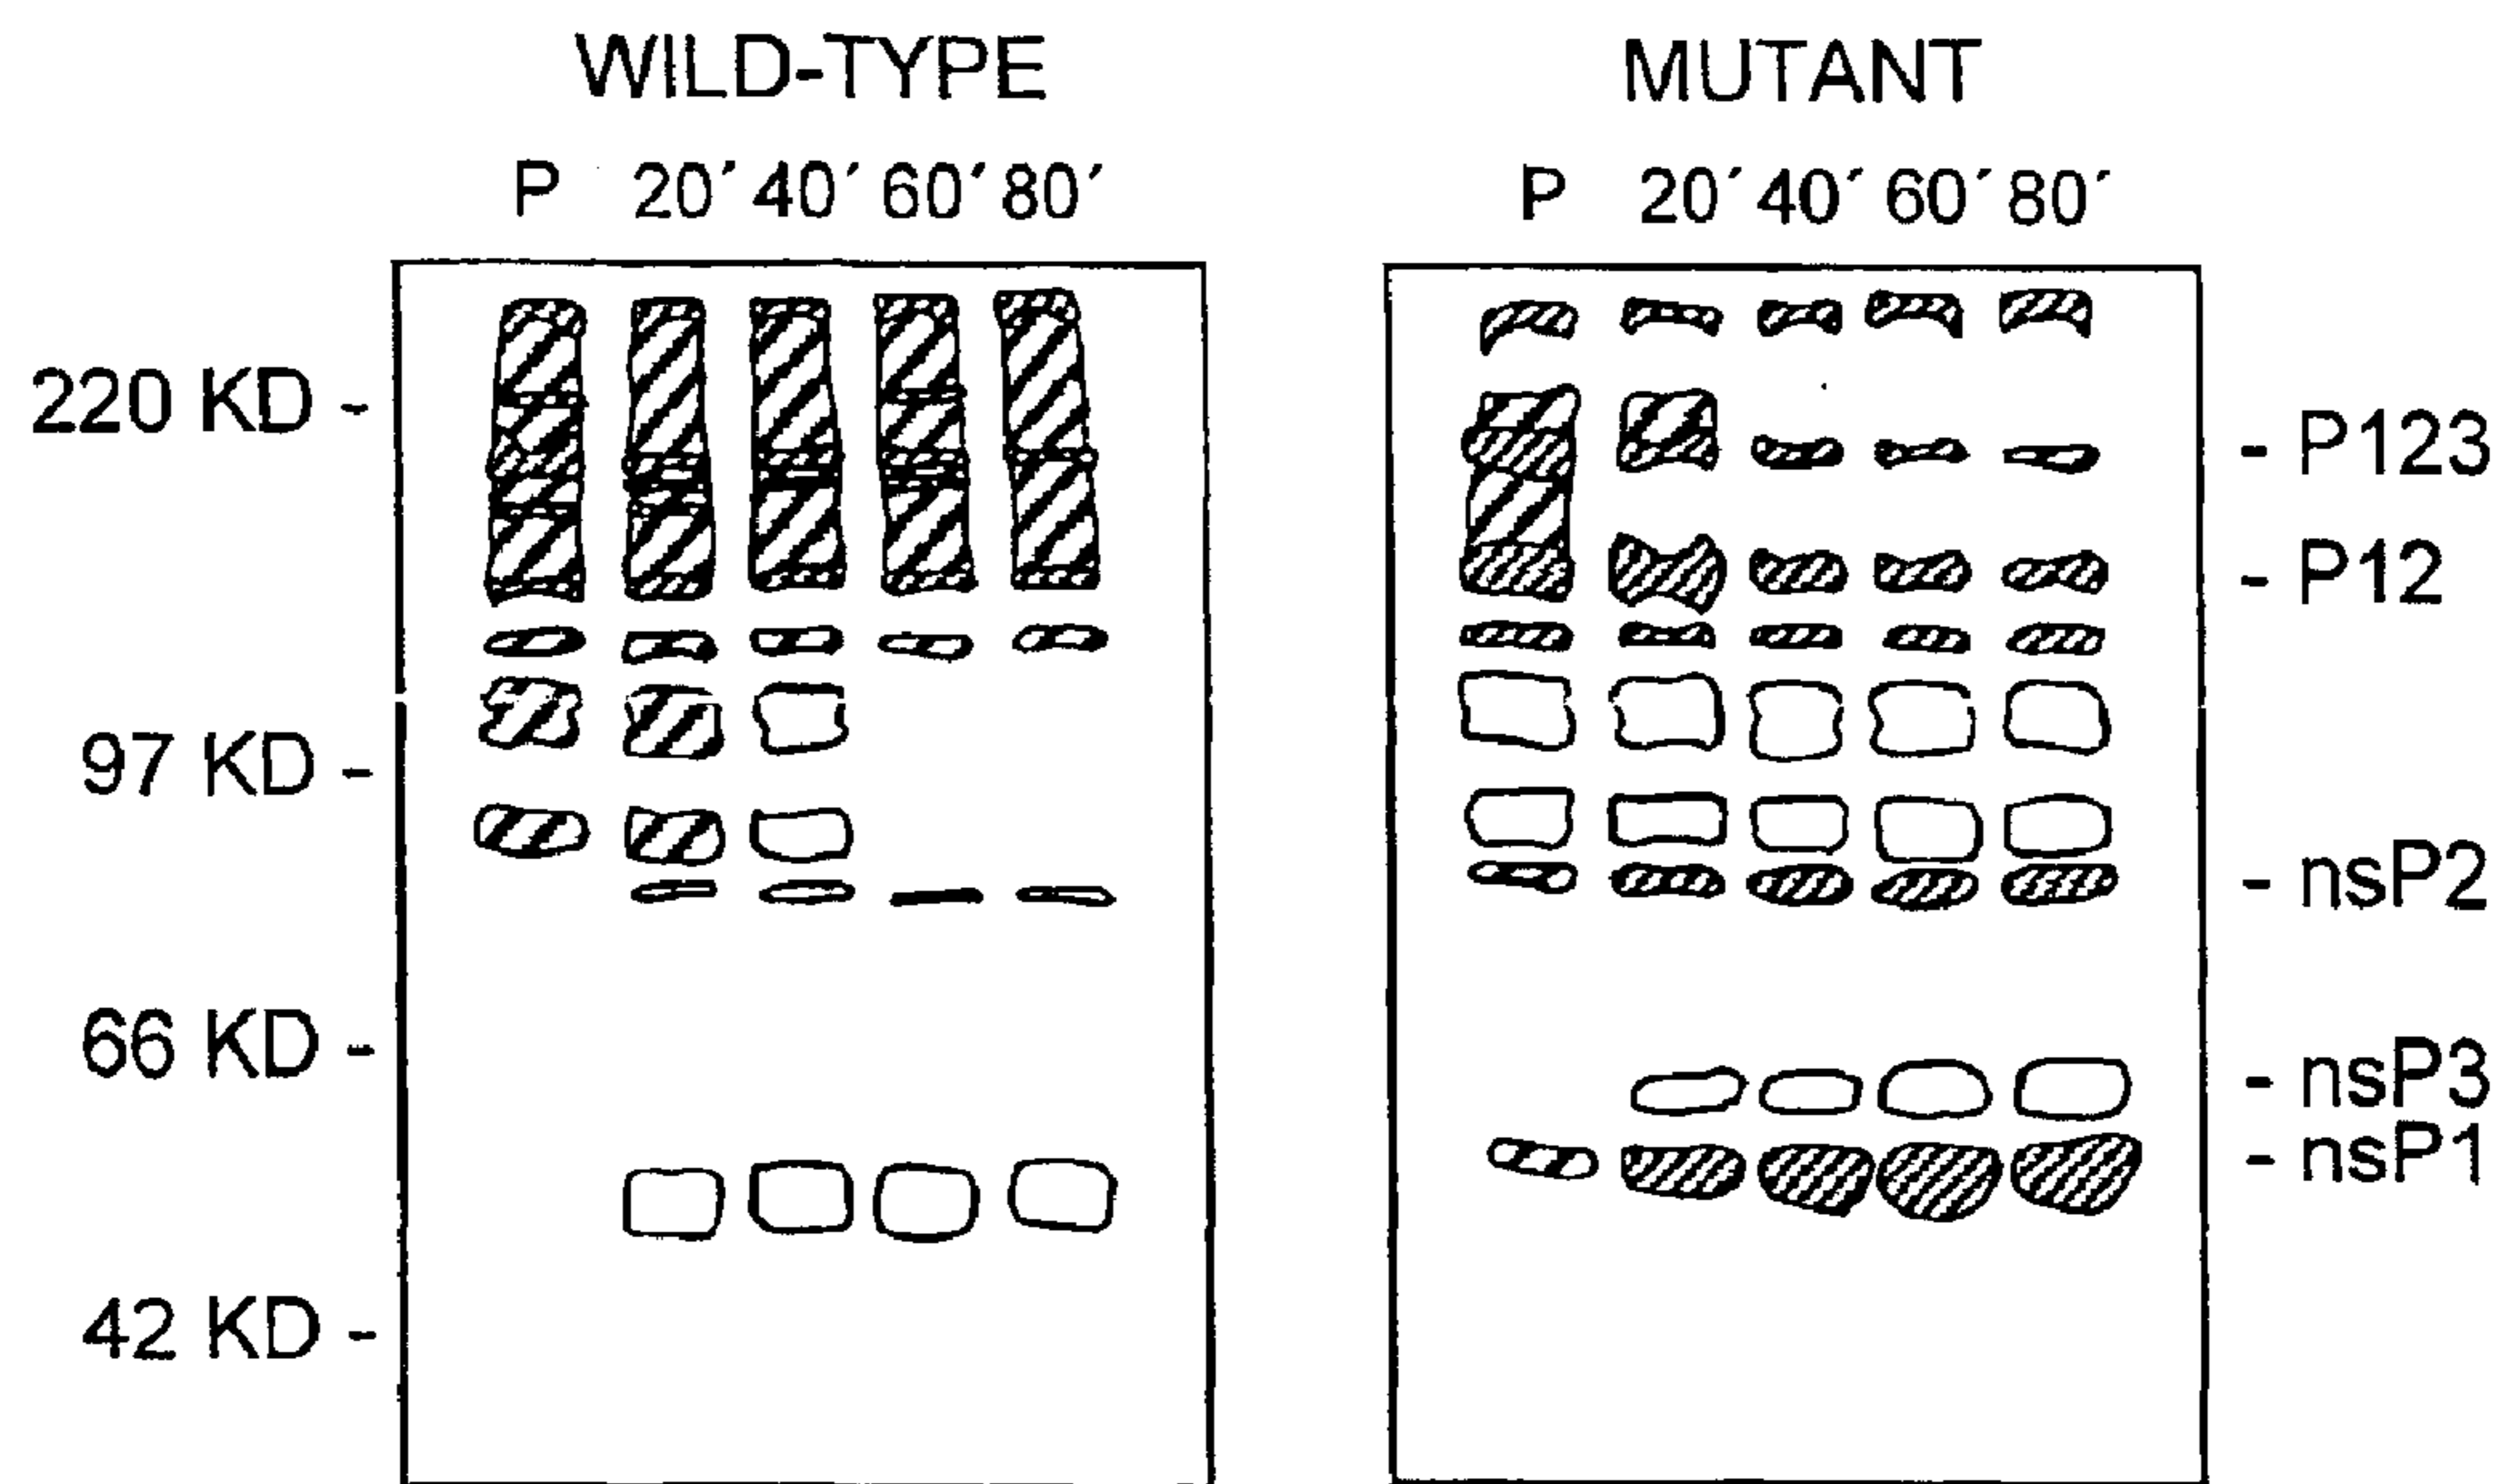 WILD-TYPE MUTANT
P 20′ 40′ 60′ 80′ P 20′ 40′ 60′ 80′
220 KD -
- P123
- P12
97 KD -
- nsP2
66 KD -
- nsP3
- nsP1
42 KD -